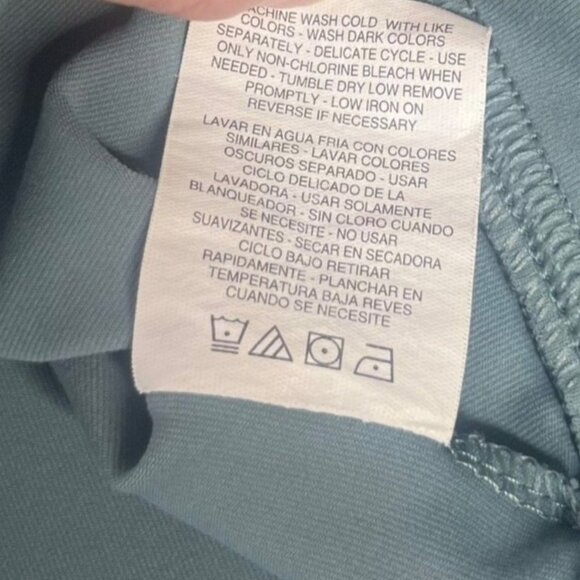 MACHINE WASH COLD WITH LIKE
COLORS - WASH DARK COLORS
SEPARATELY - DELICATE CYCLE - USE
ONLY NON-CHLORINE BLEACH WHEN
NEEDED - TUMBLE DRY LOW REMOVE
PROMPTLY - LOW IRON ON
REVERSE IF NECESSARY
LAVAR EN AGUA FRIA CON COLORES
SIMILARES - LAVAR COLORES
OSCUROS SEPARADO - USAR
CICLO DELICADO DE LA
LAVADORA - USAR SOLAMENTE
BLANQUEADOR - SIN CLORO CUANDO
SE NECESITE - NO USAR
SUAVIZANTES - SECAR EN SECADORA
CICLO BAJO RETIRAR
RAPIDAMENTE - PLANCHAR EN
TEMPERATURA BAJA REVES
CUANDO SE NECESITE